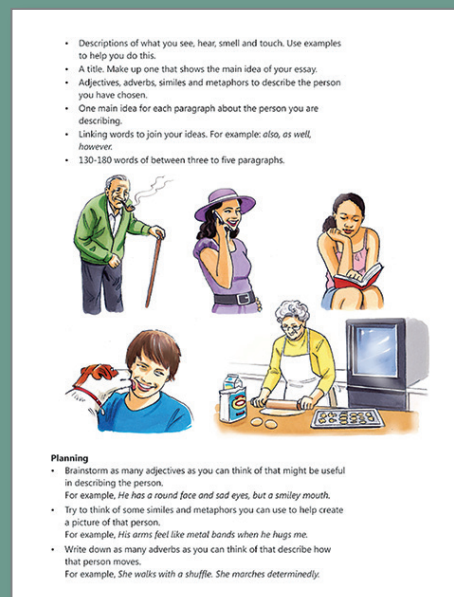 • Descriptions of what you see, hear, smell and touch. Use examples
to help you do this.
• A title. Make up one that shows the main idea of your essay.
• Adjectives, adverbs, similes and metaphors to describe the person
you have chosen.
• One main idea for each paragraph about the person you are
describing.
• Linking words to join your ideas. For example: also, as well,
however.
• 130-180 words of between three to five paragraphs.
Planning
• Brainstorm as many adjectives as you can think of that might be useful
in describing the person.
For example, He has a round face and sad eyes, but a smiley mouth.
• Try to think of some similes and metaphors you can use to help create
a picture of that person.
For example, His arms feel like metal bands when he hugs me.
• Write down as many adverbs as you can think of that describe how
that person moves.
For example, She walks with a shuffle. She marches determinedly.